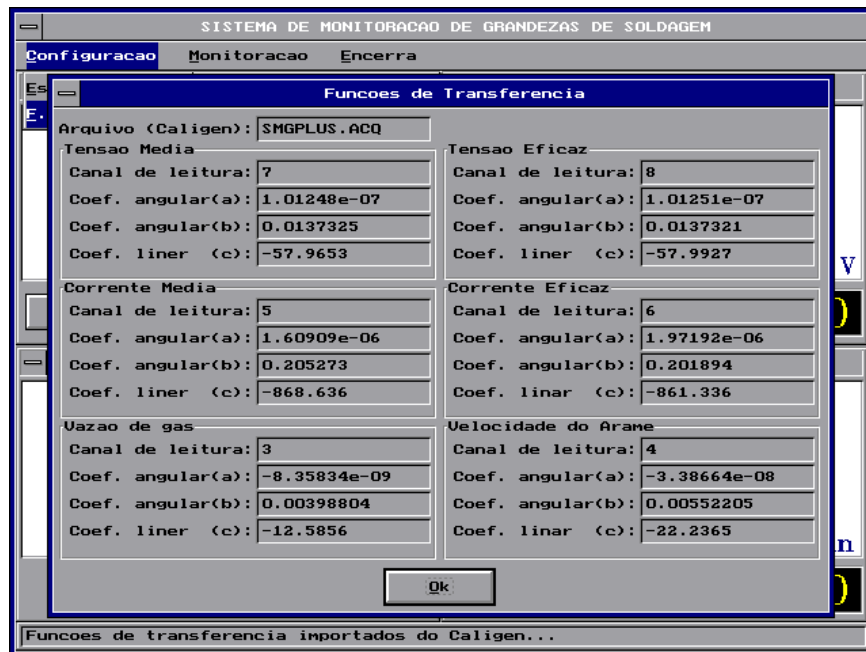 SISTEMA DE MONITORACAO DE GRANDEZAS DE SOLDAGEM
Configuracao Monitoracao Encerra
Es
E.
Funcoes de Transferencia
Arquivo (Caligen): SMGPLUS.ACQ
Tensao Media
Canal de leitura: 7
Coef. angular(a): 1.01248e-07
Coef. angular(b): 0.0137325
Coef. liner (c): -57.9653
Tensao Eficaz
Canal de leitura: 8
Coef. angular(a): 1.01251e-07
Coef. angular(b): 0.0137321
Coef. liner (c): -57.9927
V
Corrente Media
Canal de leitura: 5
Coef. angular(a): 1.60909e-06
Coef. angular(b): 0.205273
Coef. liner (c): -868.636
Corrente Eficaz
Canal de leitura: 6
Coef. angular(a): 1.97192e-06
Coef. angular(b): 0.201894
Coef. linar (c): -861.336
Vazao de gas
Canal de leitura: 3
Coef. angular(a): -8.35834e-09
Coef. angular(b): 0.00398804
Coef. liner (c): -12.5856
Velocidade do Arame
Canal de leitura: 4
Coef. angular(a): -3.38664e-08
Coef. angular(b): 0.00552205
Coef. linar (c): -22.2365
Ok
Funcoes de transferencia importados do Caligen...